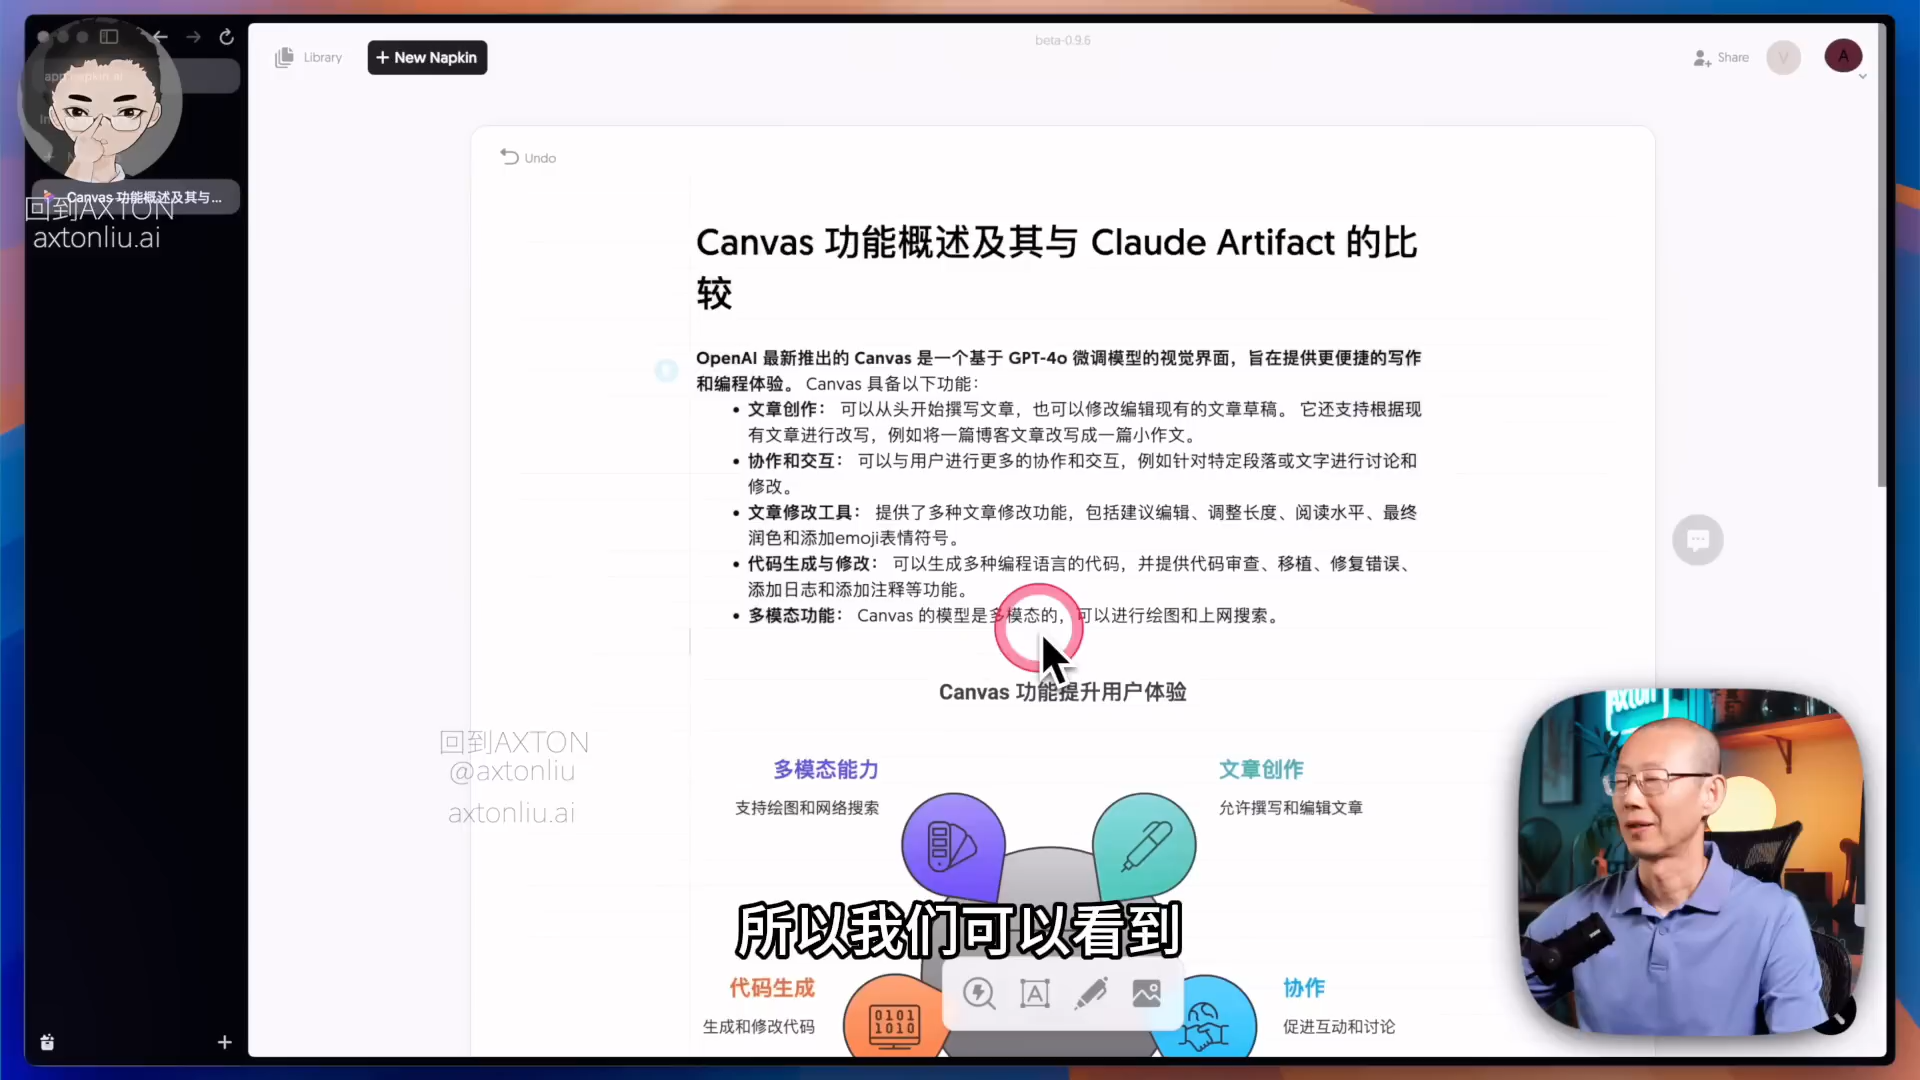 Library
+ New Napkin
beta-0.9.6
Share
V
A
app.napkin.ai
Canvas 功能概述及其与...
回到AXTON
axtonliu.ai
Undo
Canvas 功能概述及其与 Claude Artifact 的比
较
OpenAI 最新推出的 Canvas 是一个基于 GPT-4o 微调模型的视觉界面，旨在提供更便捷的写作
和编程体验。 Canvas 具备以下功能：
• 文章创作： 可以从头开始撰写文章，也可以修改编辑现有的文章草稿。 它还支持根据现
有文章进行改写，例如将一篇博客文章改写成一篇小作文。
• 协作和交互： 可以与用户进行更多的协作和交互，例如针对特定段落或文字进行讨论和
修改。
• 文章修改工具： 提供了多种文章修改功能，包括建议编辑、调整长度、阅读水平、最终
润色和添加emoji表情符号。
• 代码生成与修改： 可以生成多种编程语言的代码，并提供代码审查、移植、修复错误、
添加日志和添加注释等功能。
• 多模态功能： Canvas 的模型是多模态的，可以进行绘图和上网搜索。
Canvas 功能提升用户体验
回到AXTON
@axtonliu
axtonliu.ai
多模态能力
支持绘图和网络搜索
文章创作
允许撰写和编辑文章
所以我们可以看到
代码生成
生成和修改代码
0101
1010
A
协作
促进互动和讨论
axton